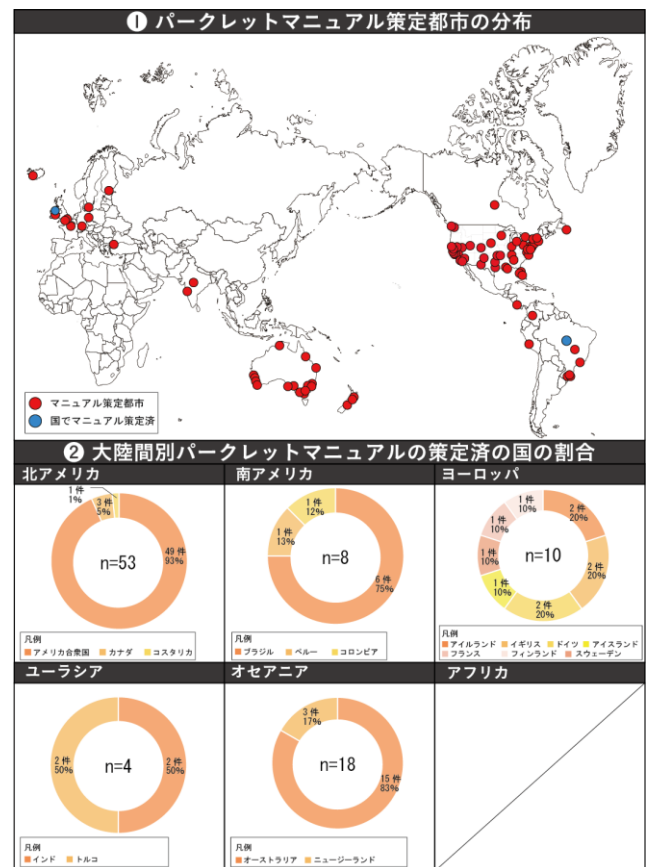 ❶ パークレットマニュアル策定都市の分布
マニュアル策定都市
国でマニュアル策定済
❷ 大陸間別パークレットマニュアルの策定済の国の割合
北アメリカ
1 件
1%
3 件
5%
49 件
93%
n=53
凡例
アメリカ合衆国 カナダ コスタリカ
南アメリカ
1 件
12%
1 件
13%
6 件
75%
n=8
凡例
ブラジル ペルー コロンビア
ヨーロッパ
1 件
10%
2 件
20%
1 件
10%
1 件
10%
2 件
20%
1 件
10%
2 件
20%
n=10
凡例
アイルランド イギリス ドイツ アイスランド
フランス フィンランド スウェーデン
ユーラシア
2 件
50%
2 件
50%
n=4
凡例
インド トルコ
オセアニア
3 件
17%
15 件
83%
n=18
凡例
オーストラリア ニュージーランド
アフリカ